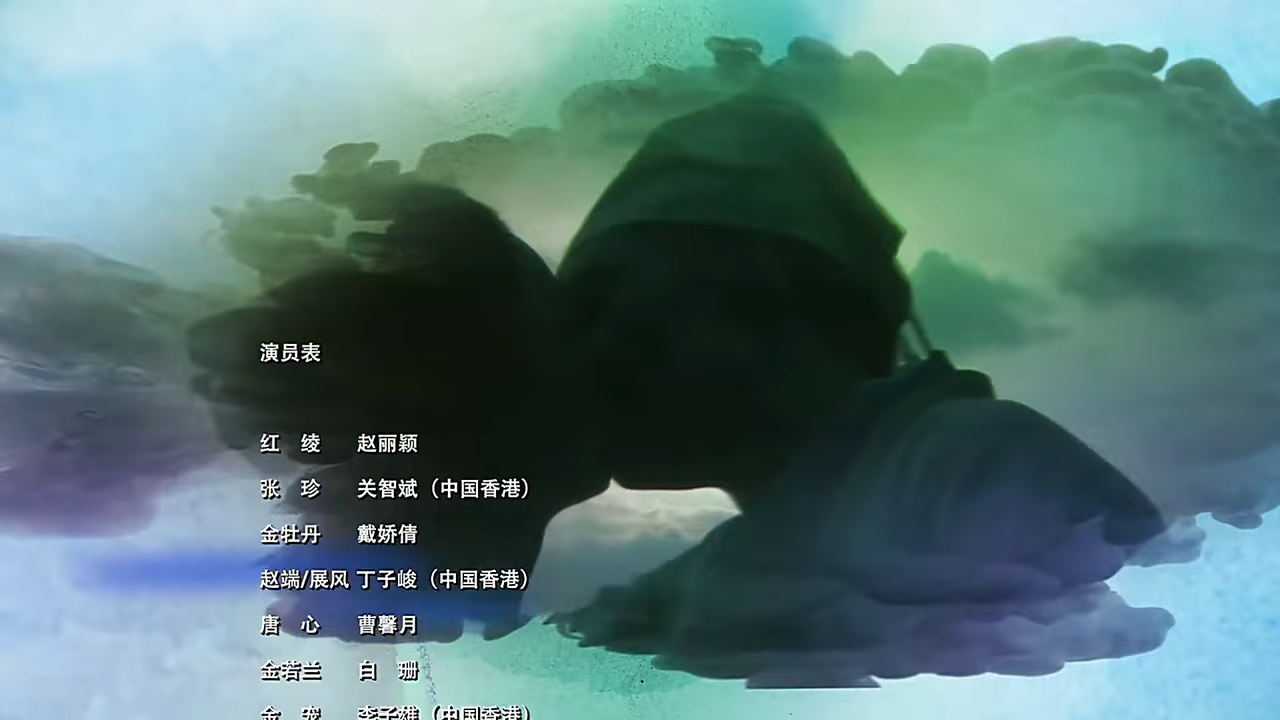 演员表
红　绫　赵丽颖
张　珍　关智斌（中国香港）
金牡丹　戴娇倩
赵端/展风 丁子峻（中国香港）
唐　心　曹馨月
金若兰　白　珊
金　宠　李子雄（中国香港）